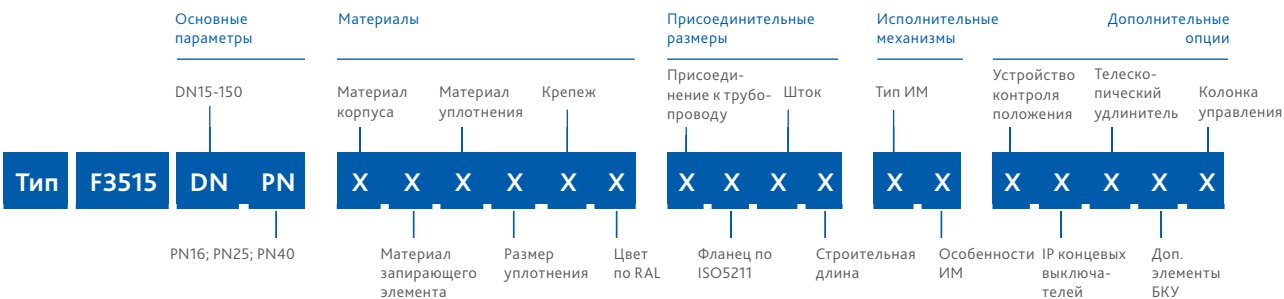 Основные
параметры
Материалы
Присоединительные
размеры
Исполнительные
механизмы
Дополнительные
опции
DN15-150
Материал
корпуса
Материал
уплотнения
Крепеж
Присоеди-
нение к трубо-
проводу
Шток
Тип ИМ
Устройство
контроля
положения
Телеско-
пический
удлинитель
Колонка
управления
Тип F3515 DN PN X X X X X X X X X X X X X X X X X
PN16; PN25; PN40
Материал
запирающего
элемента
Размер
уплотнения
Цвет
по RAL
Фланец по
ISO5211
Строительная
длина
Особенности
ИМ
IP концевых
выключа-
телей
Доп.
элементы
БКУ